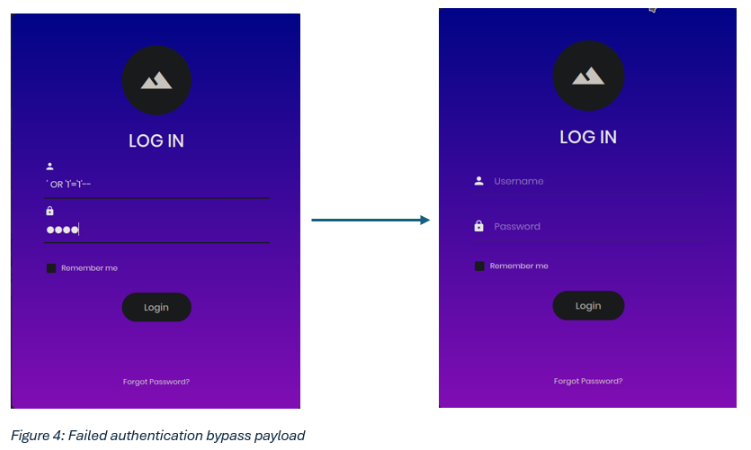 LOG IN
' OR '1'='1'--
Remember me
Login
Forgot Password?
LOG IN
Username
Password
Remember me
Login
Forgot Password?
Figure 4: Failed authentication bypass payload